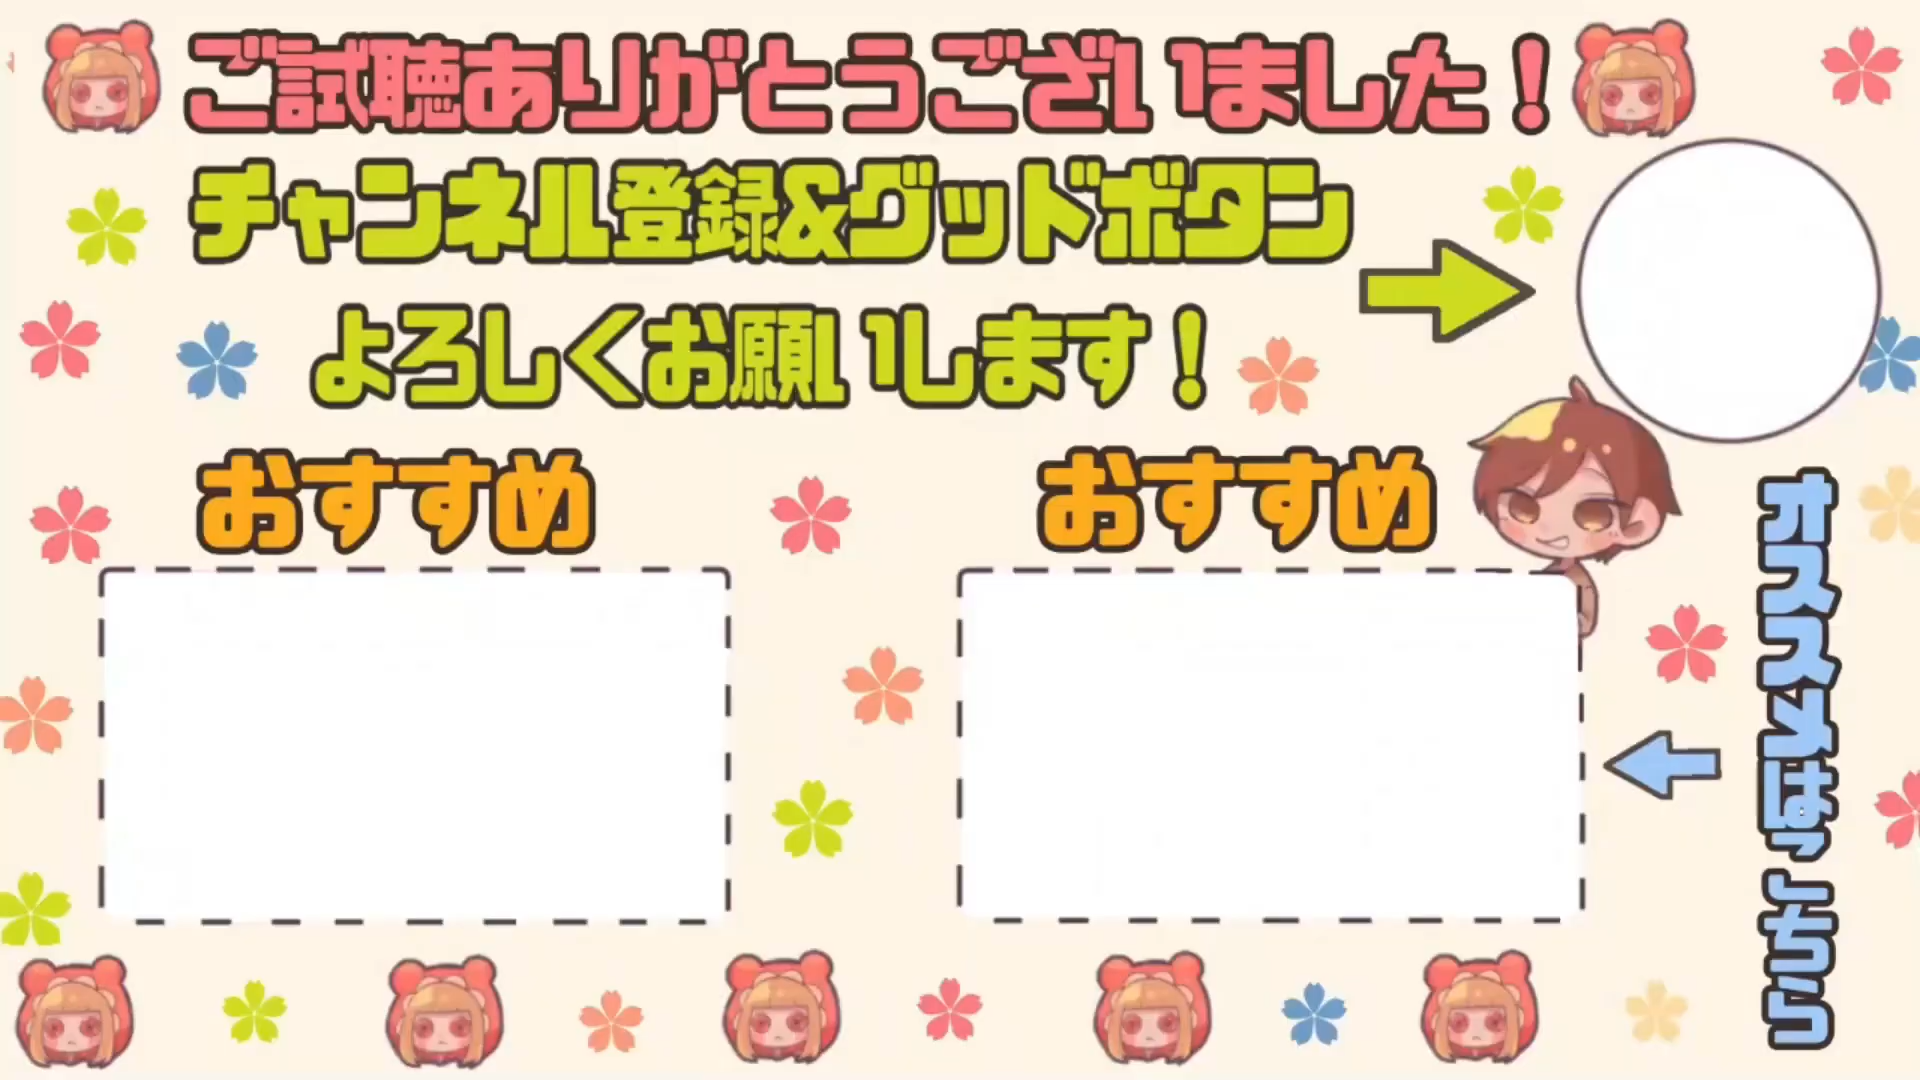 ご試聴ありがとうございました!
チャンネル登録&グッドボタン
よろしくお願いします!
おすすめ
おすすめ
オススメはこちら